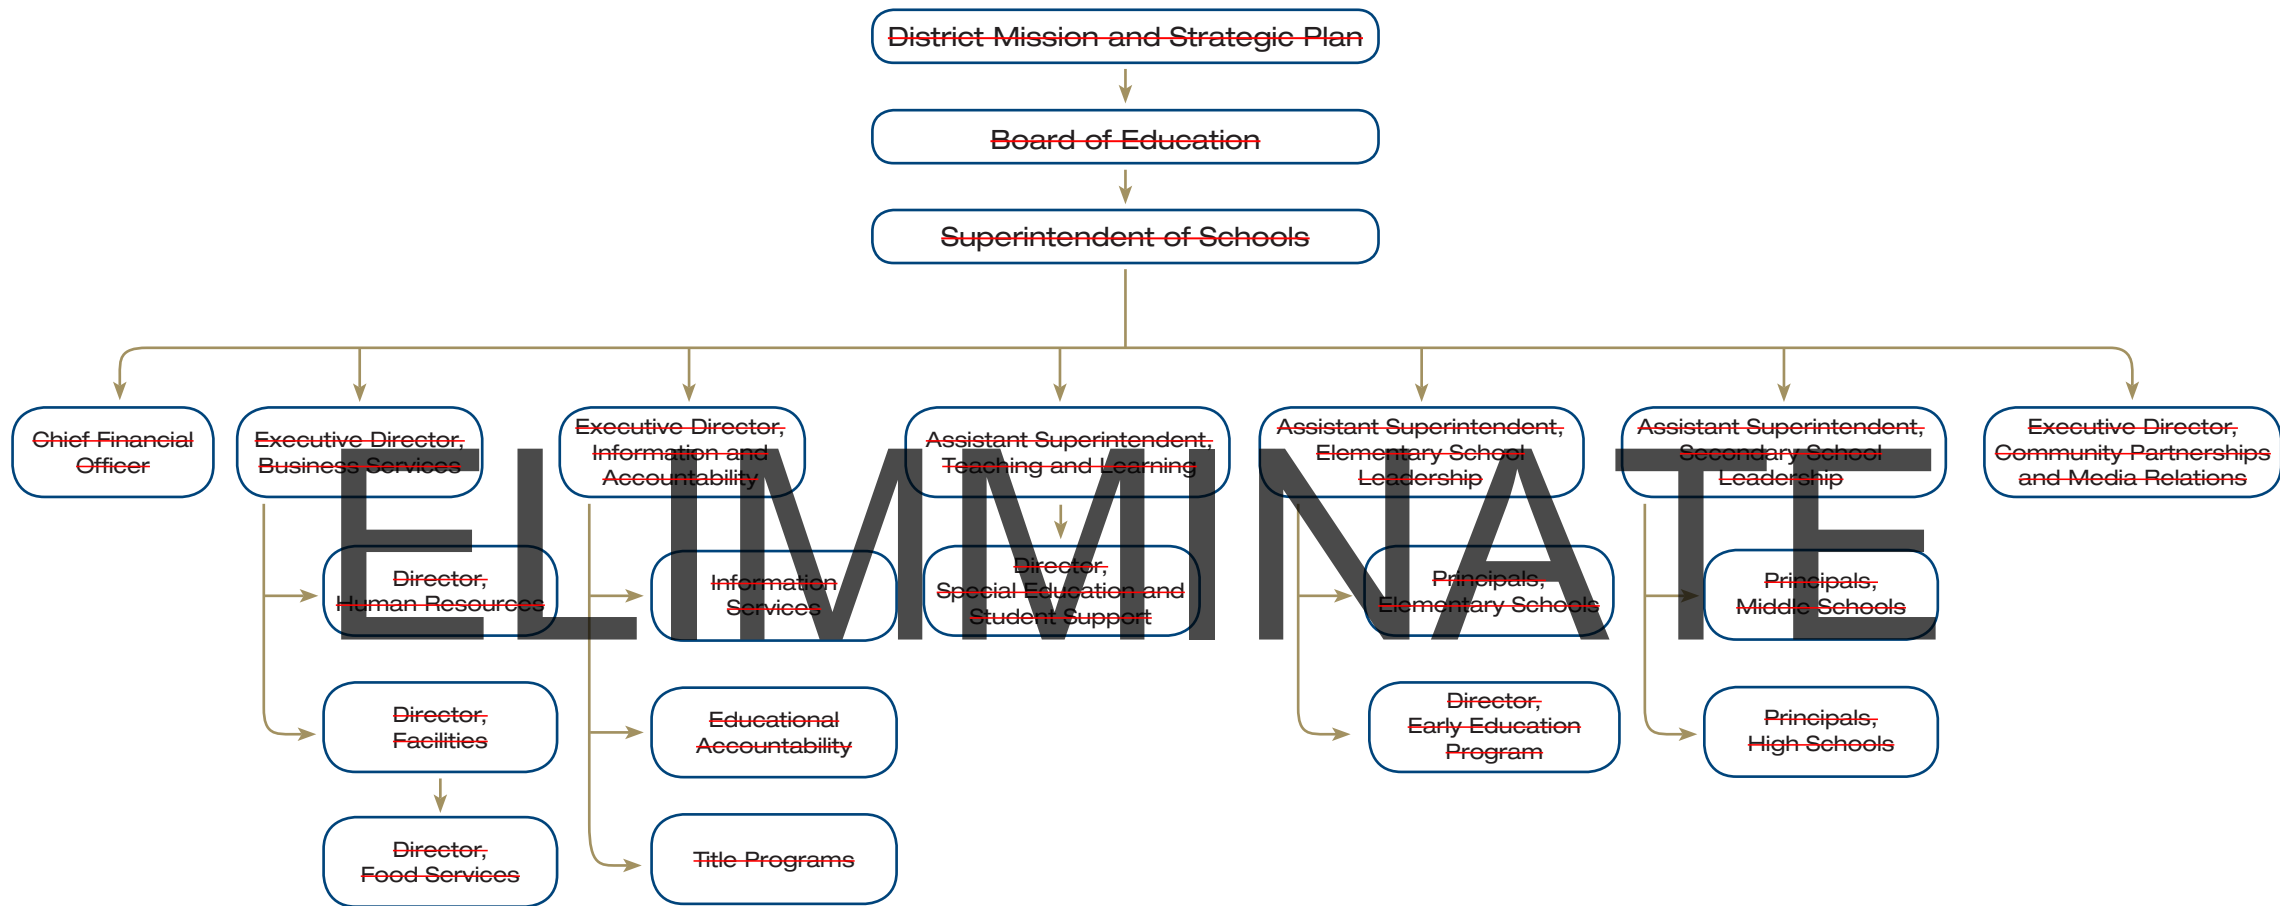 District Mission and Strategic Plan
Board of Education
Superintendent of Schools
Chief Financial
Officer
Executive Director,
Business Services
Executive Director,
Information and
Accountability
Assistant Superintendent,
Teaching and Learning
Assistant Superintendent,
Elementary School
Leadership
Assistant Superintendent,
Secondary School
Leadership
Executive Director,
Community Partnerships
and Media Relations
ELIMMINATE
Director,
Human Resources
Information
Services
Director,
Special Education and
Student Support
Principals,
Elementary Schools
Principals,
Middle Schools
Director,
Facilities
Educational
Accountability
Director,
Early Education
Program
Principals,
High Schools
Director,
Food Services
Title Programs